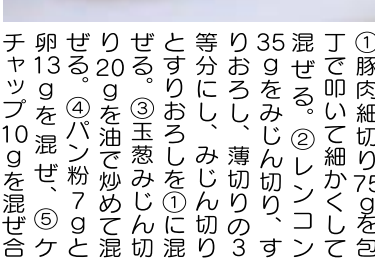 ①豚肉細切り75gを包
丁で叩いて細かくして
混ぜる。②レンコン
35gをみじん切り、す
りおろし、薄切りの3
等分にし、みじん切り
とすりおろしを①に混
ぜる。③玉葱みじん切
り20gを油で炒めて混
ぜる。④パン粉7gと
卵13gを混ぜ、⑤ケ
チャップ10gを混ぜ合